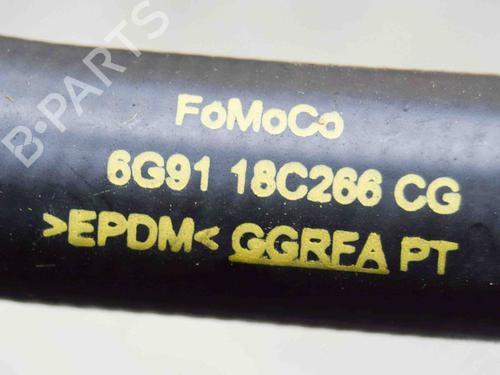 B-PARTS
FoMoCo
6G91 18C266 CG
>EPDM< GGRFA PT